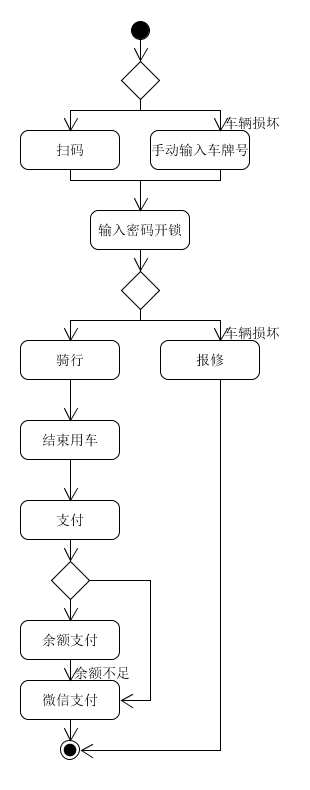 车辆损坏
扫码
手动输入车牌号
输入密码开锁
车辆损坏
骑行
报修
结束用车
支付
余额支付
余额不足
微信支付